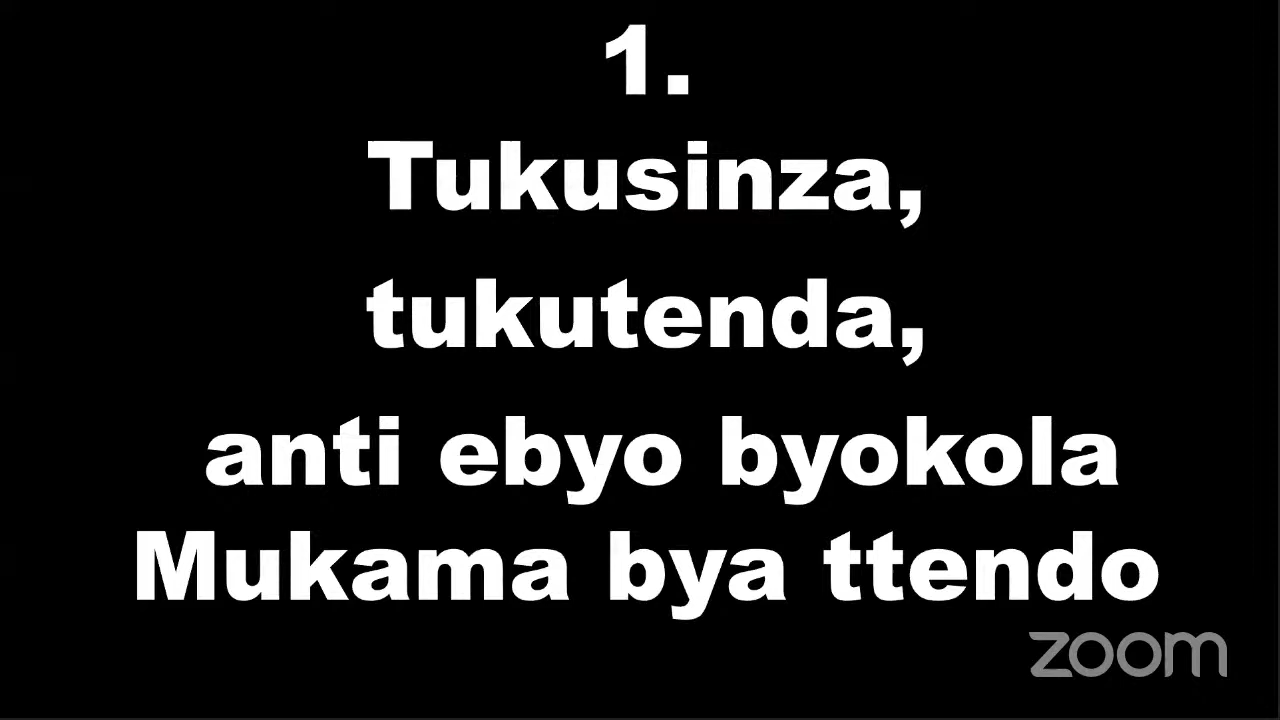 1.
Tukusinza,
tukutenda,
anti ebyo byokola
Mukama bya ttendo
zoom